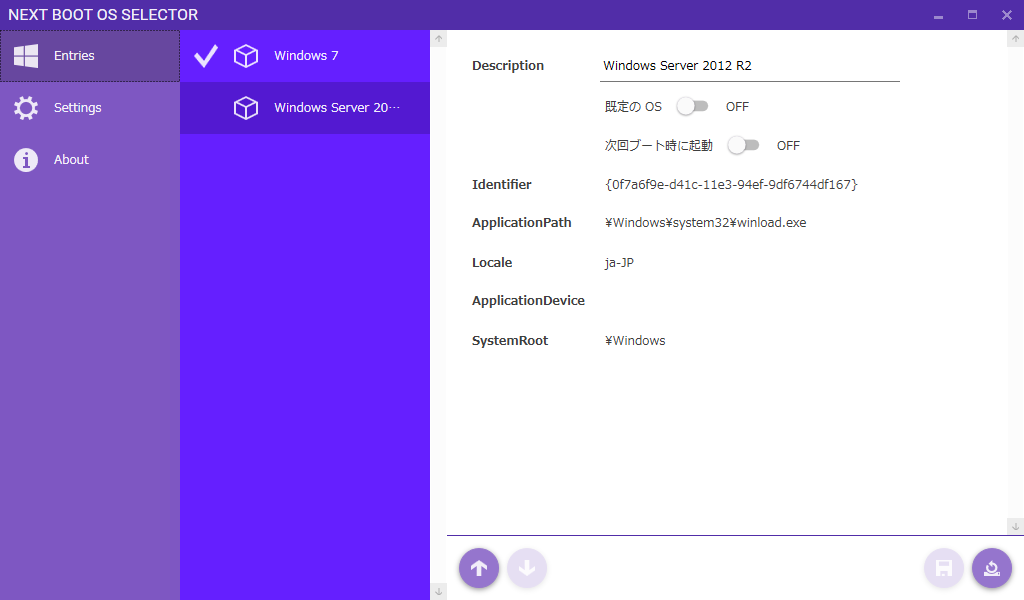 NEXT BOOT OS SELECTOR
Entries
Settings
About
Windows 7
Windows Server 20…
Description
Windows Server 2012 R2
既定の OS
OFF
次回ブート時に起動
OFF
Identifier
{0f7a6f9e-d41c-11e3-94ef-9df6744df167}
ApplicationPath
¥Windows¥system32¥winload.exe
Locale
ja-JP
ApplicationDevice
SystemRoot
¥Windows